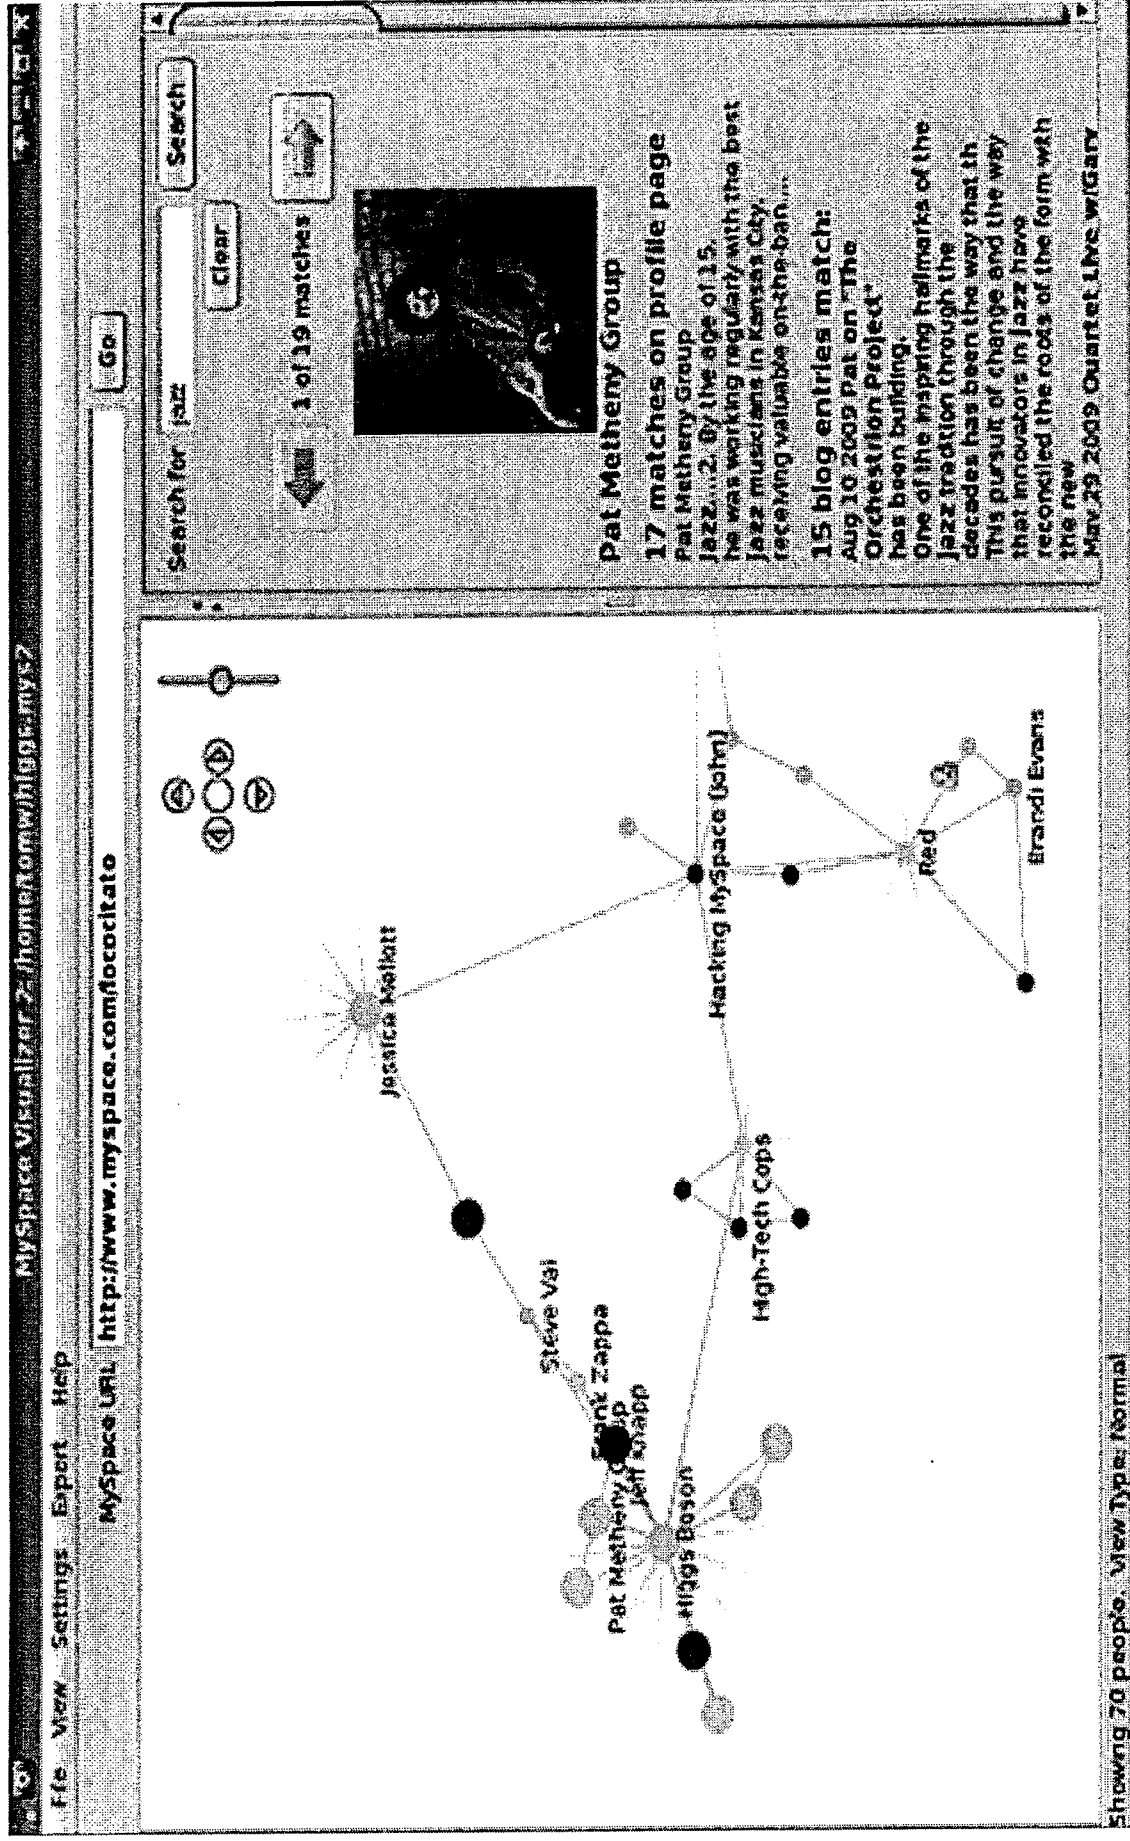 MySpace Visualizer 2-/home/tomw/bloggs.mys2
File View Settings Export Help
MySpace URL http://www.myspace.com/lococitato Go
Search for jazz Search
Clear
1 of 19 matches
Pat Metheny Group
17 matches on profile page
Pat Metheny Group
Jazz....2. By the age of 15,
he was working regularly with the best
Jazz musicians in Kansas City,
receiving valuabe on-the-ban...
15 blog entries match:
Aug 10 2009 Pat on "The
Orchestrion Project"
has been building.
One of the inspiring hallmarks of the
Jazz tradition through the
decades has been the way that th
This pursuit of change and the way
that innovators in jazz have
reconciled the roots of the form with
the new
May 29 2009 Quartet Live w/Gary
Jessica Mellott
Steve Vai
Frank Zappa
Jeff Knapp
Pat Metheny
Higgs Boson
High-Tech Cops
Hacking MySpace (John)
Red
Brandi Evans
Showing 70 people. View Type: Normal